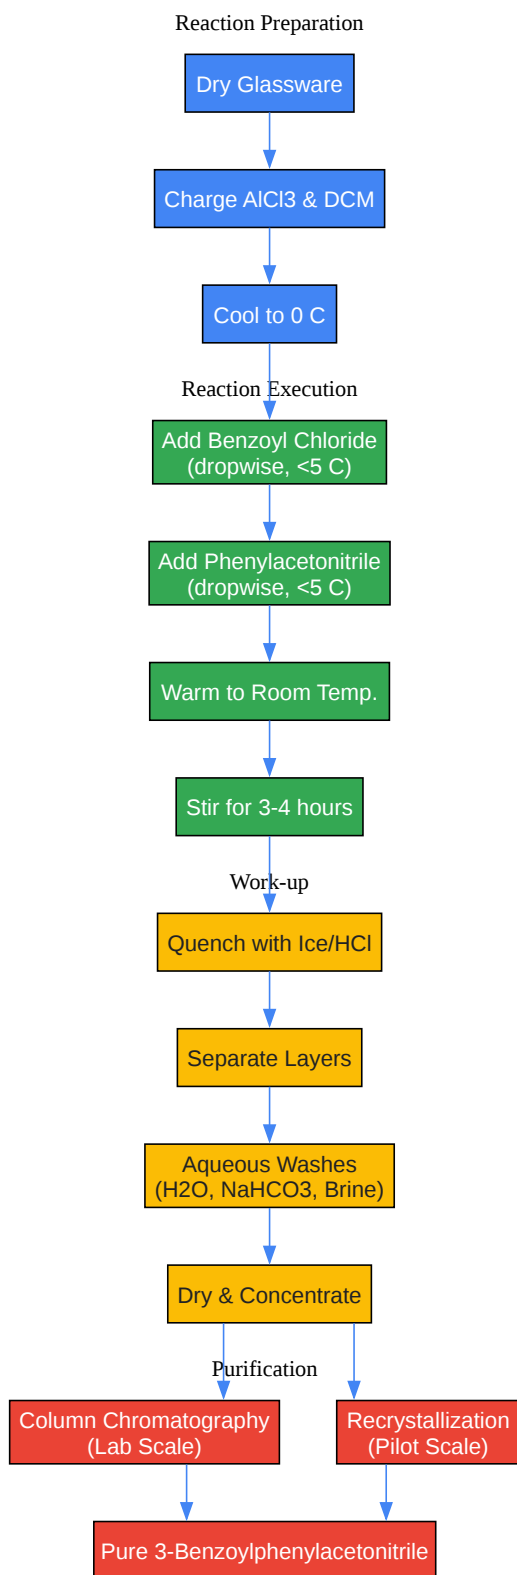 Reaction Preparation
Dry Glassware
Charge AlCl3 & DCM
Cool to 0 C
Reaction Execution
Add Benzoyl Chloride
(dropwise, <5 C)
Add Phenylacetonitrile
(dropwise, <5 C)
Warm to Room Temp.
Stir for 3-4 hours
Work-up
Quench with Ice/HCl
Separate Layers
Aqueous Washes
(H2O, NaHCO3, Brine)
Dry & Concentrate
Purification
Column Chromatography
(Lab Scale)
Recrystallization
(Pilot Scale)
Pure 3-Benzoylphenylacetonitrile